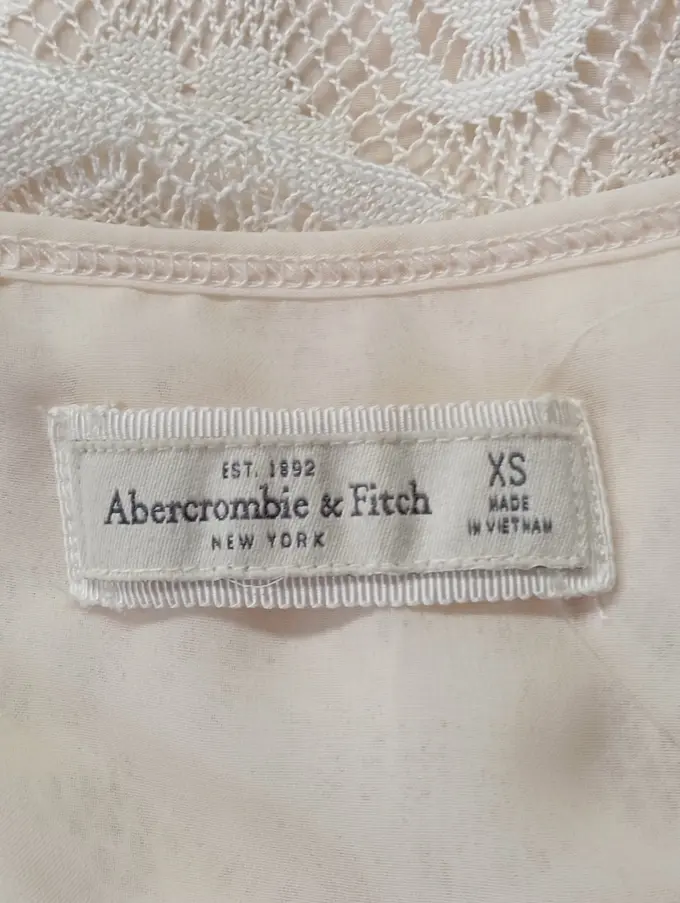 EST. 1892
Abercrombie & Fitch
NEW YORK
XS
MADE
IN VIETNAM